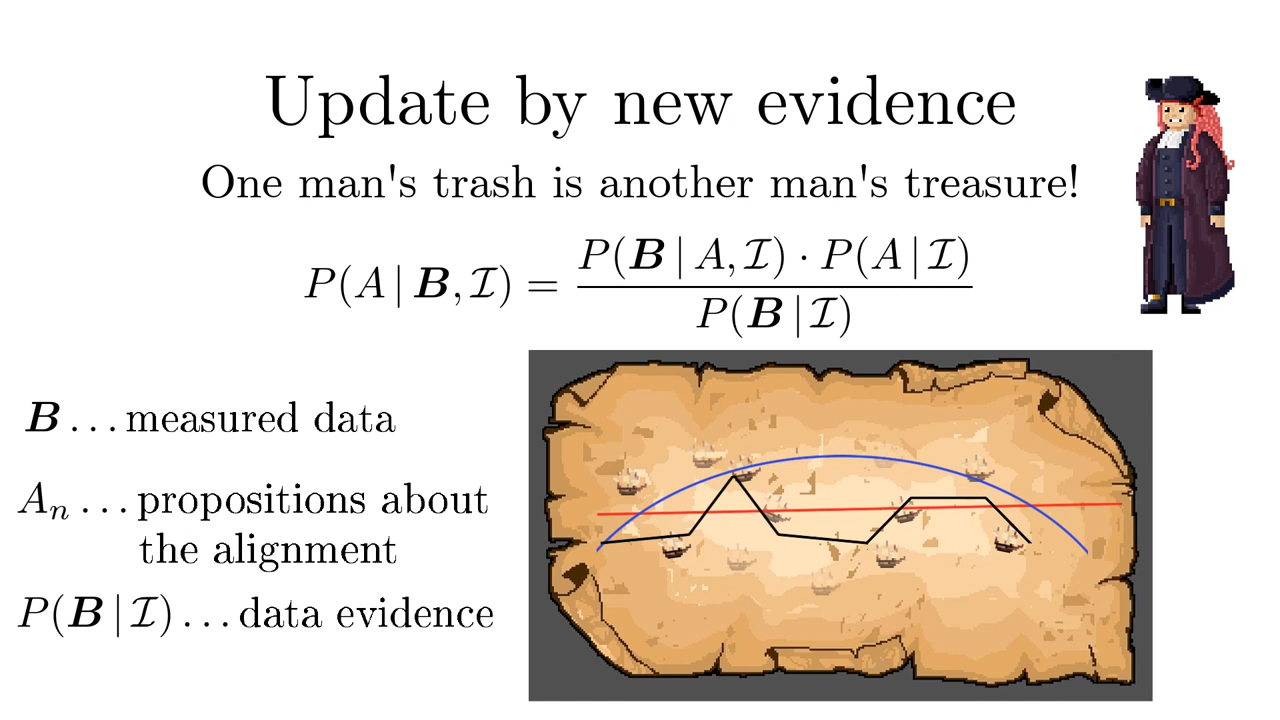 Update by new evidence
One man's trash is another man's treasure!
P(A | B, I) = P(B | A, I) · P(A | I) / P(B | I)
B ... measured data
A_n ... propositions about
the alignment
P(B | I) ... data evidence